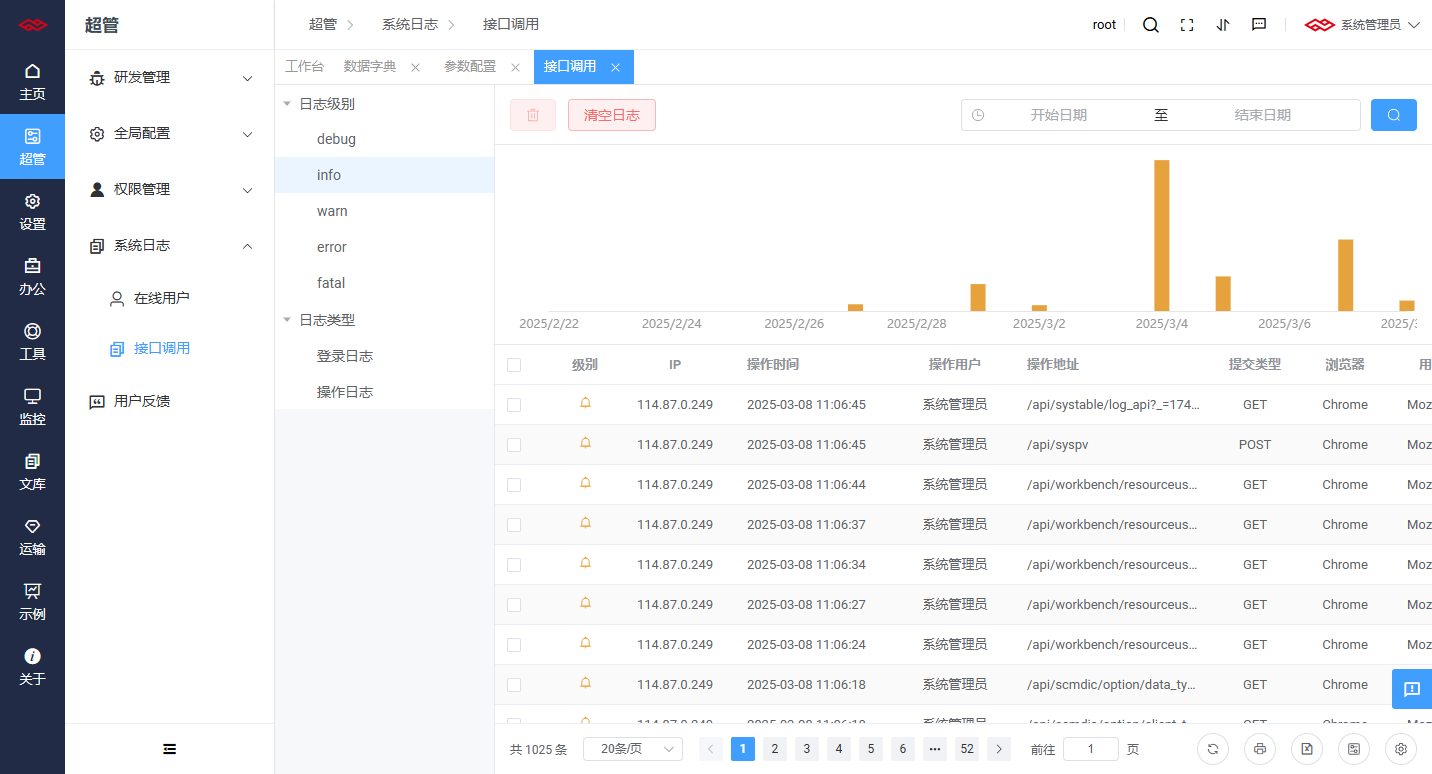 超管
超管 系统日志 接口调用
root
系统管理员
工作台 数据字典 参数配置 接口调用
主页
超管
设置
办公
工具
监控
文库
运输
示例
关于
研发管理
全局配置
权限管理
系统日志
在线用户
接口调用
用户反馈
日志级别
debug
info
warn
error
fatal
日志类型
登录日志
操作日志
清空日志
开始日期 至 结束日期
2025/2/22 2025/2/24 2025/2/26 2025/2/28 2025/3/2 2025/3/4 2025/3/6
级别 IP 操作时间 操作用户 操作地址 提交类型 浏览器 用
114.87.0.249 2025-03-08 11:06:45 系统管理员 /api/systable/log_api?_=174... GET Chrome Moz
114.87.0.249 2025-03-08 11:06:45 系统管理员 /api/syspv POST Chrome Moz
114.87.0.249 2025-03-08 11:06:44 系统管理员 /api/workbench/resourceus... GET Chrome Moz
114.87.0.249 2025-03-08 11:06:37 系统管理员 /api/workbench/resourceus... GET Chrome Moz
114.87.0.249 2025-03-08 11:06:34 系统管理员 /api/workbench/resourceus... GET Chrome Moz
114.87.0.249 2025-03-08 11:06:27 系统管理员 /api/workbench/resourceus... GET Chrome Moz
114.87.0.249 2025-03-08 11:06:24 系统管理员 /api/workbench/resourceus... GET Chrome Moz
114.87.0.249 2025-03-08 11:06:18 系统管理员 /api/scmdic/option/data_ty... GET Chrome Moz
共 1025 条 20条/页 1 2 3 4 5 6 ••• 52 前往 1 页